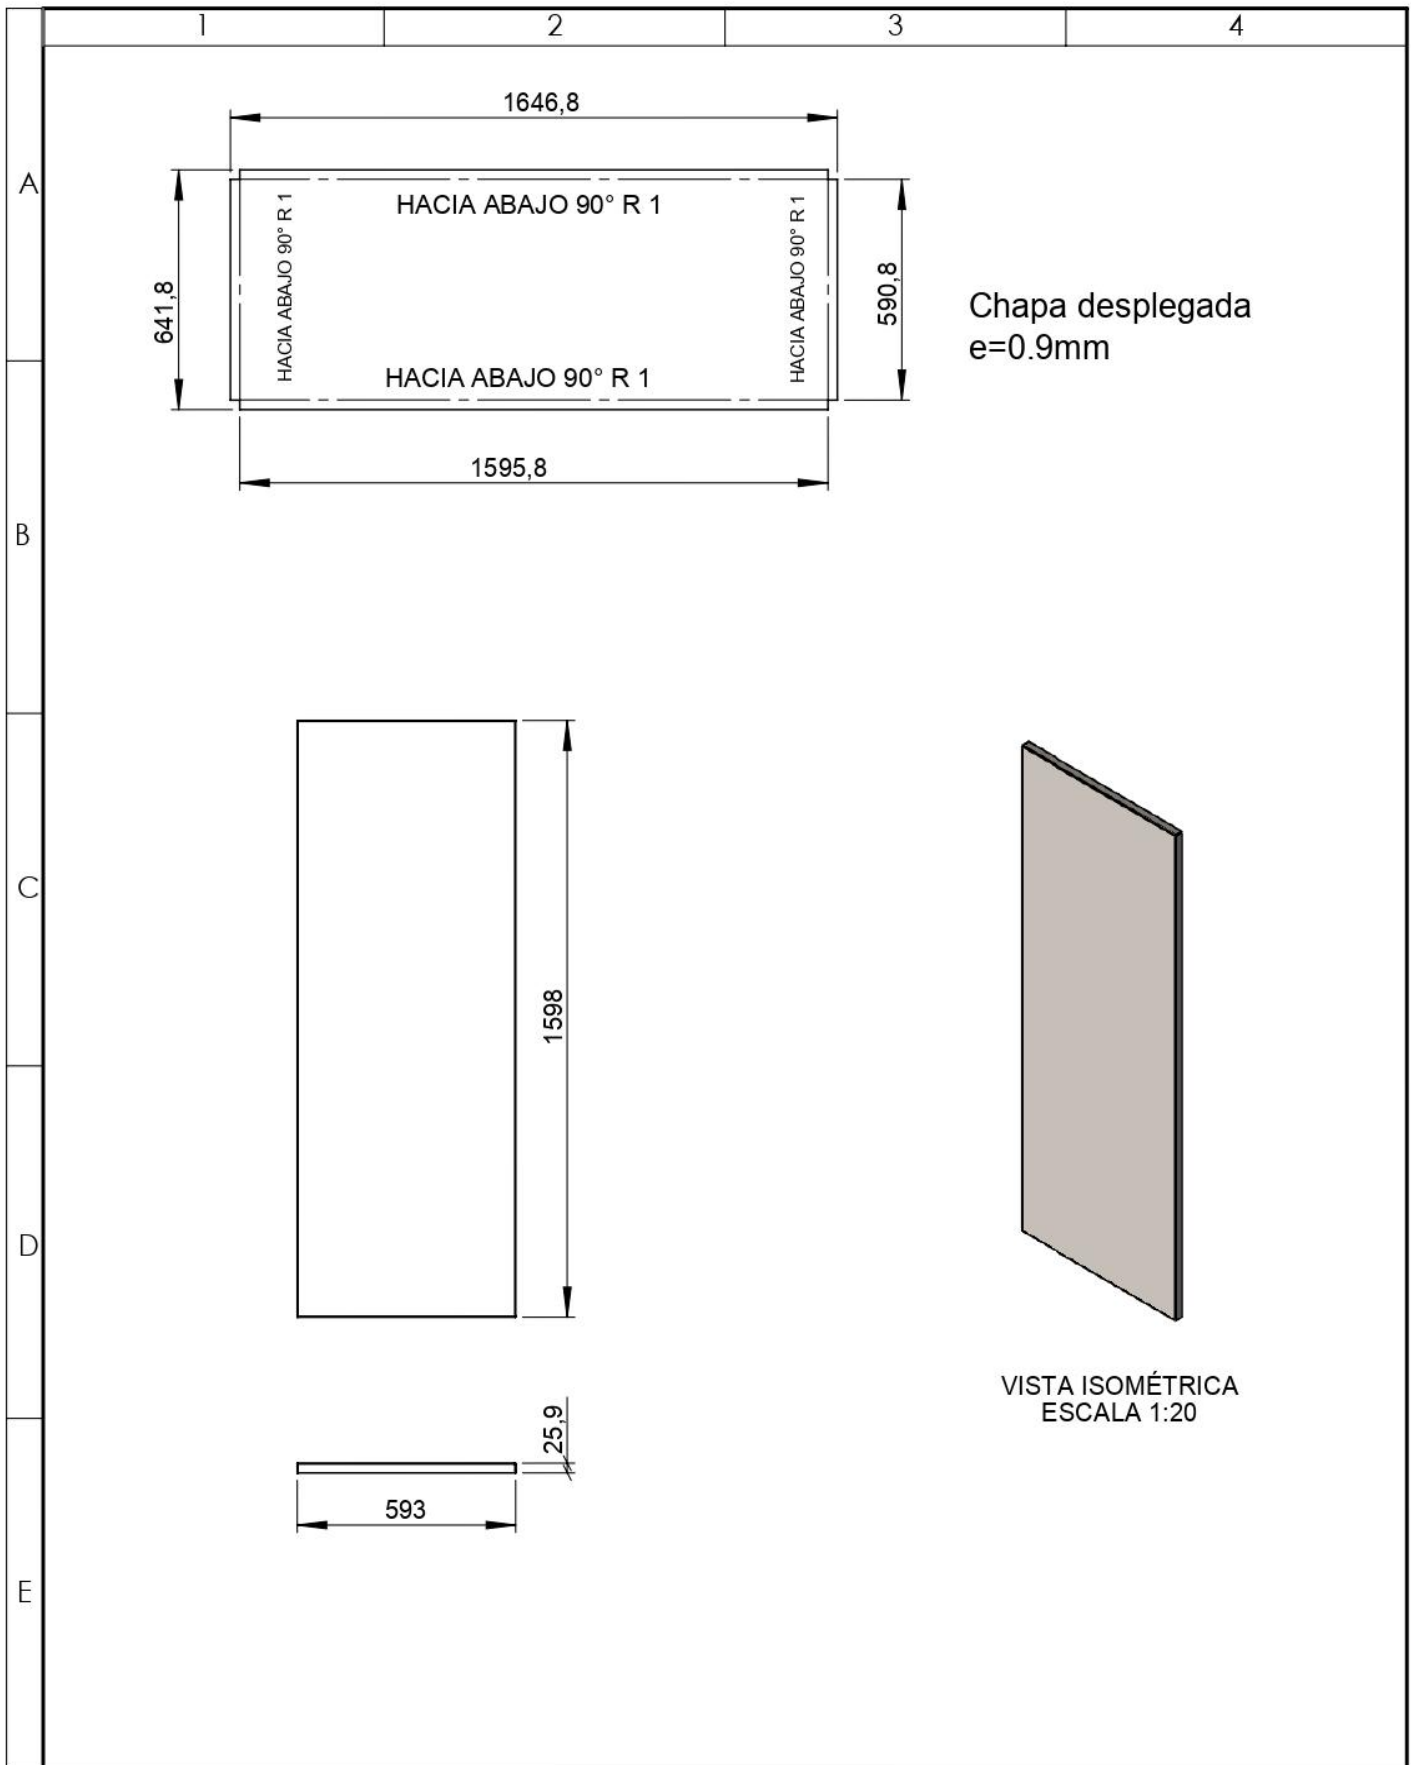 1 2 3 4
A
B
C
D
E
1646,8
HACIA ABAJO 90° R 1
HACIA ABAJO 90° R 1
HACIA ABAJO 90° R 1
641,8
590,8
HACIA ABAJO 90° R 1
1595,8
Chapa desplegada
e=0.9mm
1598
25,9
593
VISTA ISOMÉTRICA
ESCALA 1:20